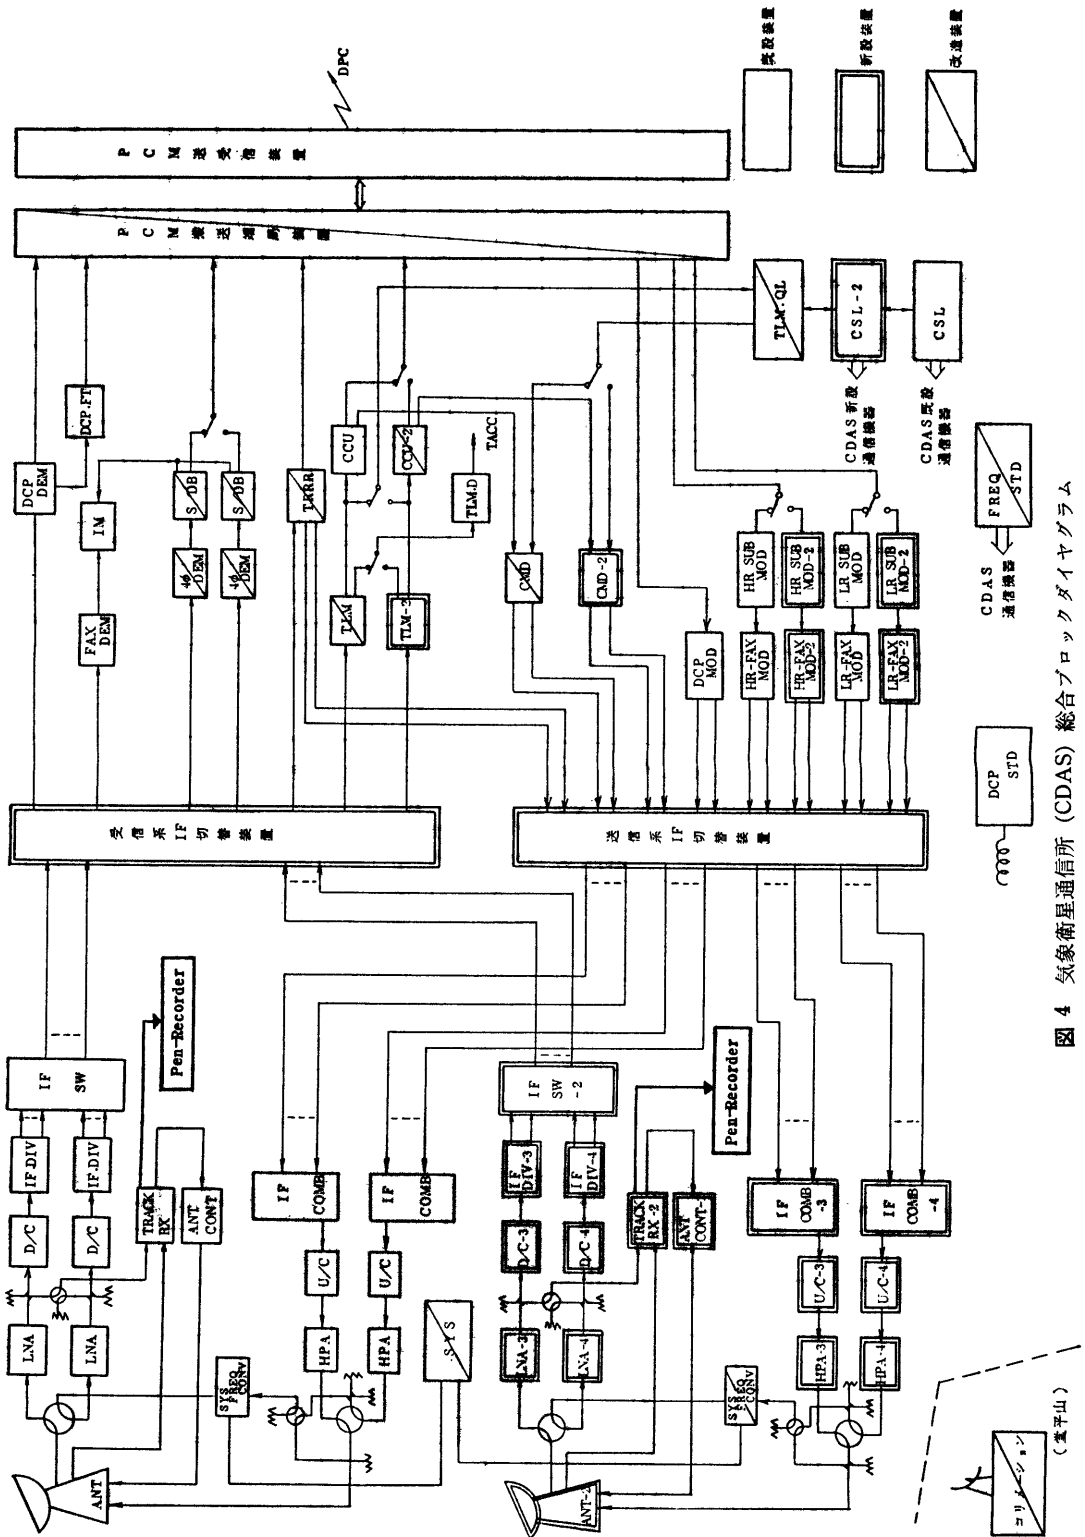 図 4 気象衛星通信所 (CDAS) 総合ブロックダイヤグラム
ANT
LNA
LNA
D/C
D/C
IF.DIV
IF.DIV
IF
SW
TRACK
RX
ANT
CONT
Pen-Recorder
SYS
FREQ
CONV
HPA
HPA
U/C
U/C
IF
COMB
IF
COMB
SYS
ANT-2
LNA-3
LNA-4
D/C-3
D/C-4
IF
DIV-3
IF
DIV-4
IF
SW
-2
TRACK
RX-2
ANT
CONT-
Pen-Recorder
SYS
FREQ
CONV
HPA-3
HPA-4
U/C-3
U/C-4
IF
COMB
-3
IF
COMB
-4
コリメーション
(堂平山)
受信系IF切替装置
送信系IF切替装置
DCP
DEM
DCP.FT
FAX
DEM
IM
4φ
DEM
4φ
DEM
S/DB
S/DB
TRRR
TLM
TLM-2
CCU
CCU-2
TLM.D
TACC
CMD
CMD-2
DCP
MOD
HR-FAX
MOD
HR SUB
MOD
HR-FAX
MOD-2
HR SUB
MOD-2
LR-FAX
MOD
LR SUB
MOD
LR-FAX
MOD-2
LR SUB
MOD-2
PCM搬送端局装置
PCM送受信装置
DPC
TLM.QL
CSL-2
CSL
CDAS新設
通信機器
CDAS既設
通信機器
FREQ
STD
CDAS
通信機器
DCP
STD
既設装置
新設装置
改造装置